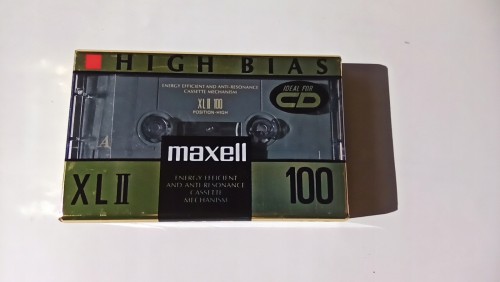 HIGH BIAS
ENERGY EFFICIENT AND ANTI-RESONANCE
CASSETTE MECHANISM
XLII 100
POSITION-HIGH
IDEAL FOR
CD
A
maxell
XLII
100
ENERGY EFFICIENT
AND ANTI-RESONANCE
CASSETTE
MECHANISM